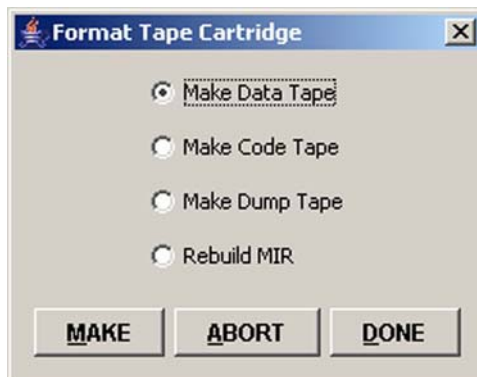 Format Tape Cartridge
Make Data Tape
Make Code Tape
Make Dump Tape
Rebuild MIR
MAKE ABORT DONE